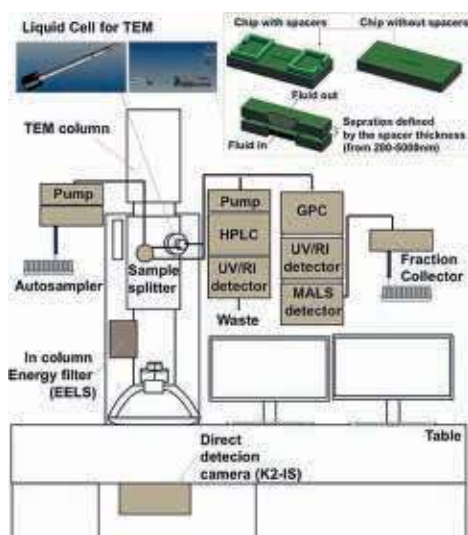 Liquid Cell for TEM
Chip with spacers
Chip without spacers
Fluid out
Fluid in
Sepration defined
by the spacer thickness
(from 200-5000nm)
TEM column
Pump
Autosampler
Sample
splitter
Pump
HPLC
UV/RI
detector
Waste
GPC
UV/RI
detector
MALS
detector
Fraction
Collector
In column
Energy filter
(EELS)
Table
Direct
detecion
camera (K2-IS)